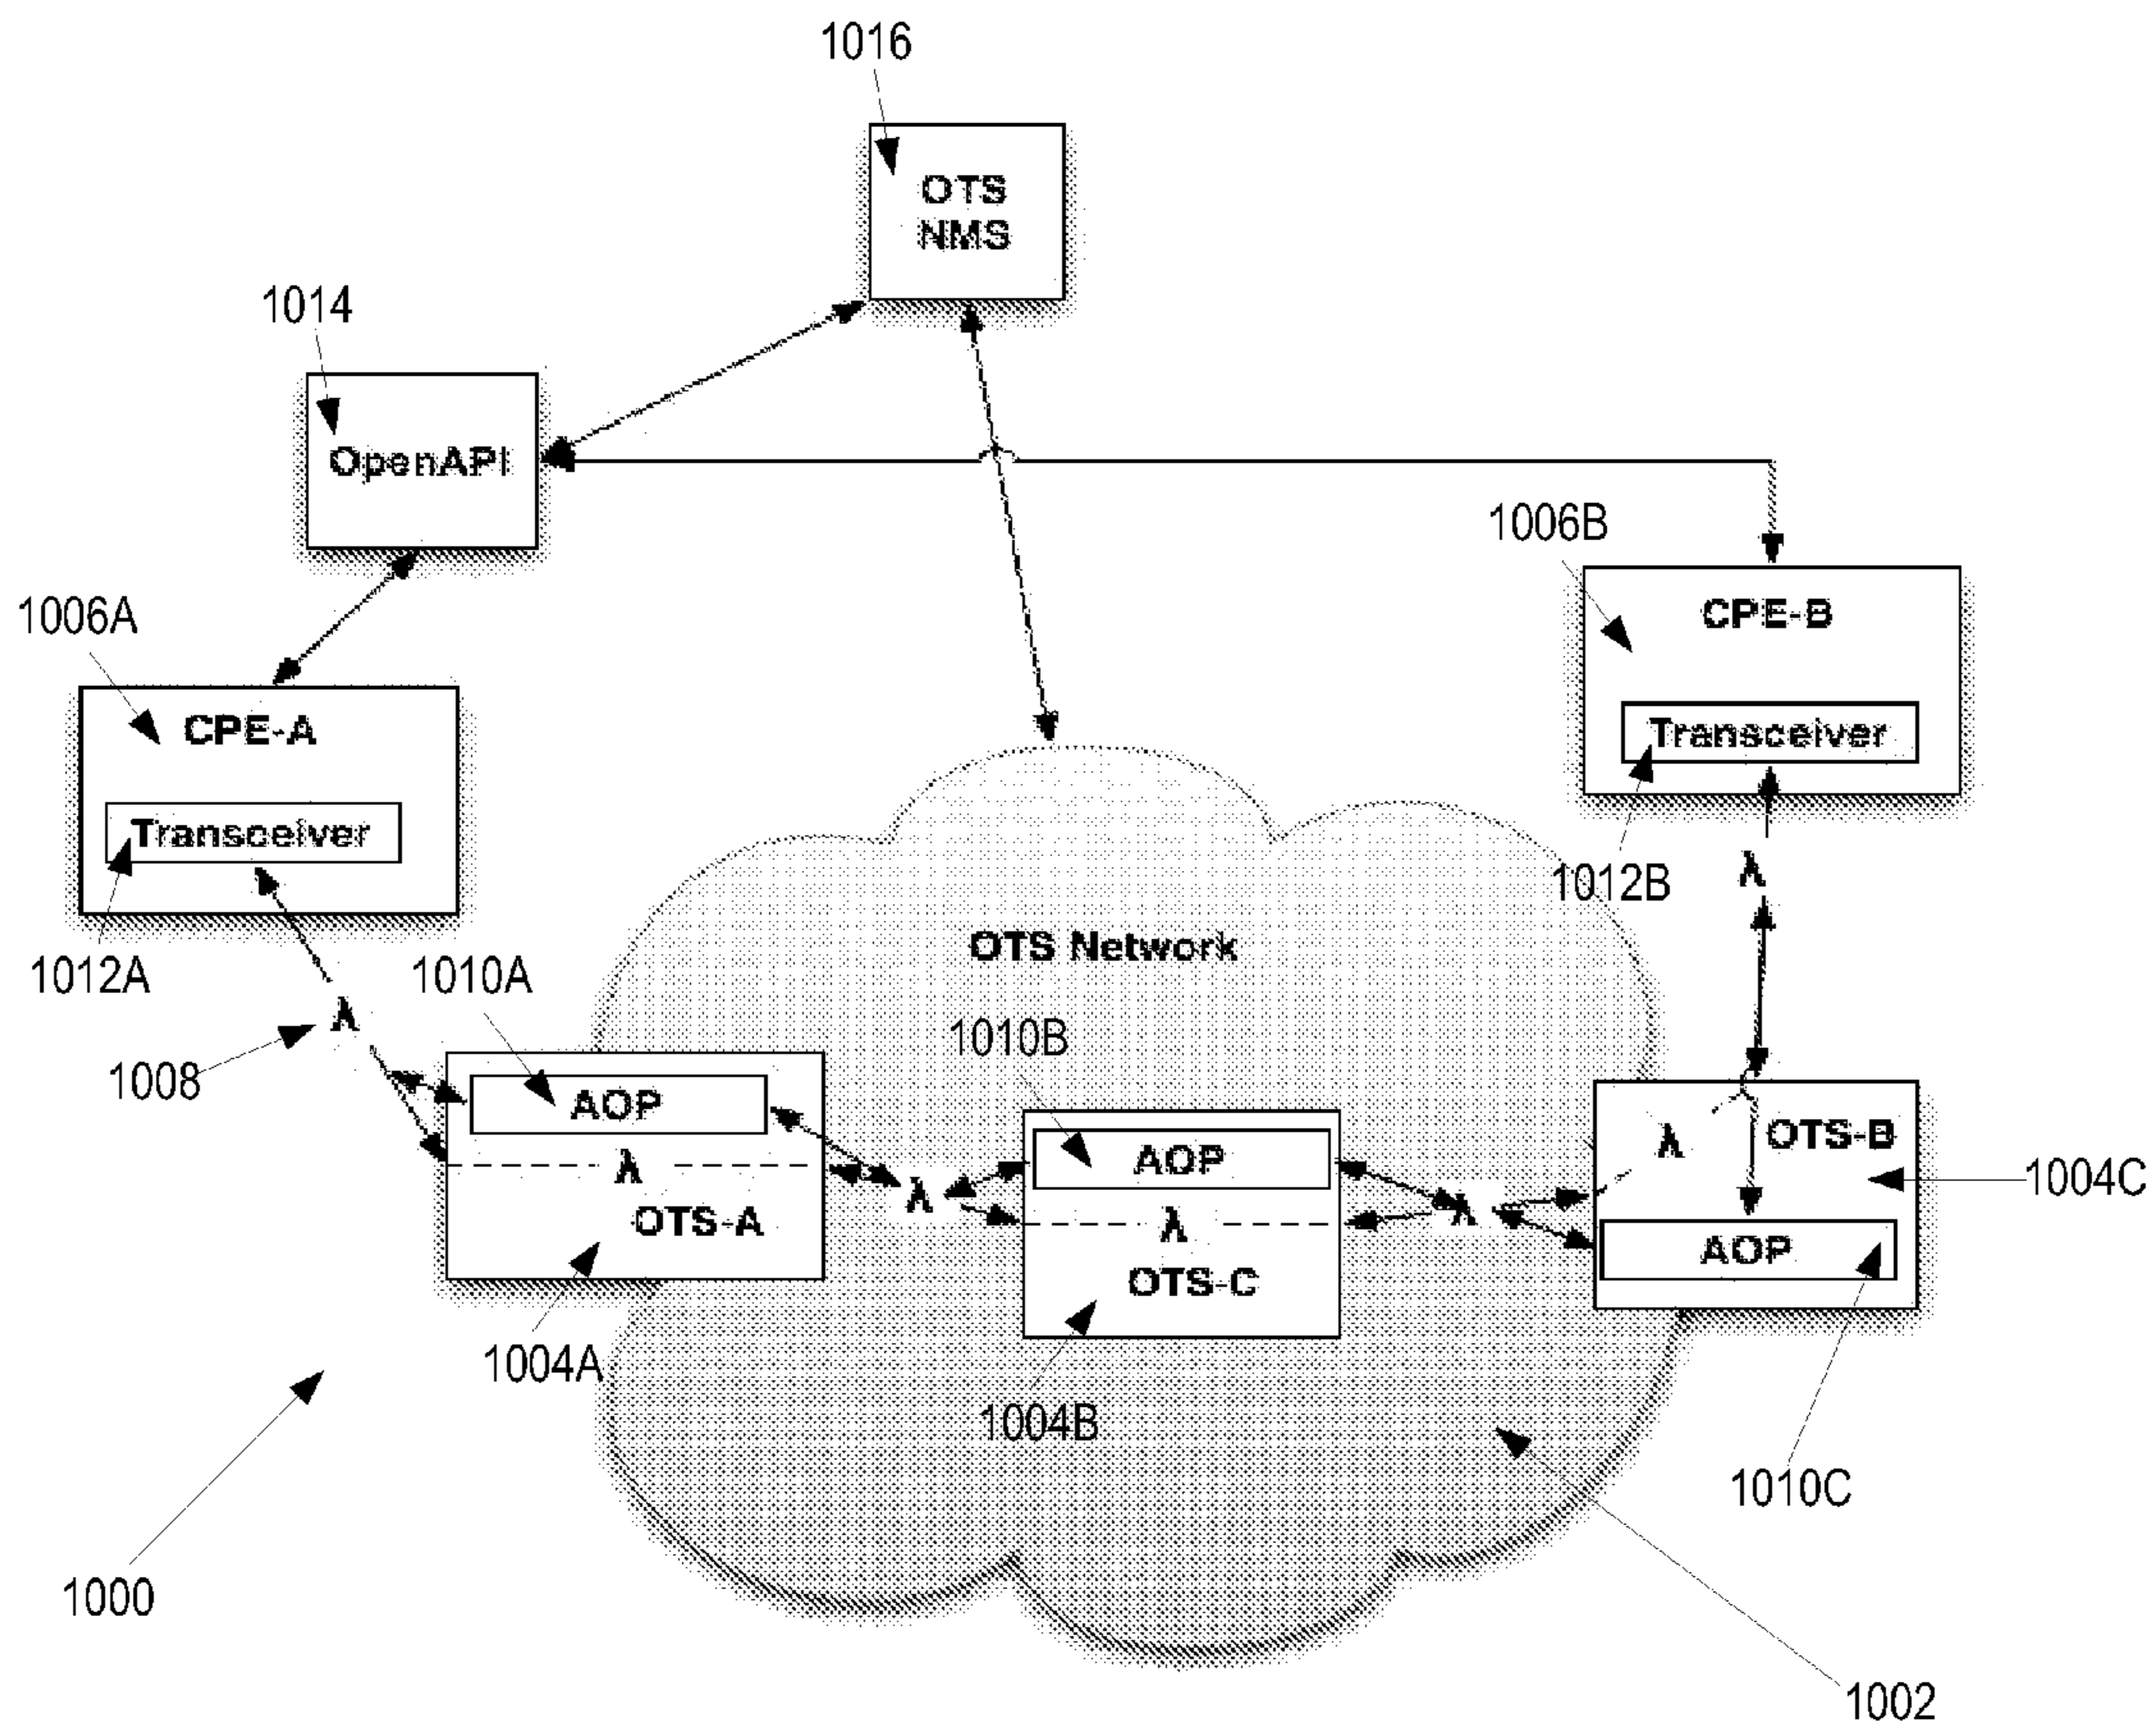 1016
OTS
NMS
1014
OpenAPI
1006B
CPE-B
Transceiver
1006A
CPE-A
Transceiver
1012B
λ
OTS Network
1012A
1010A
λ
1008
1010B
AOP
λ
OTS-A
λ
AOP
λ
OTS-C
λ
λ
OTS-B
1004C
AOP
1004A
1004B
1010C
1000
1002